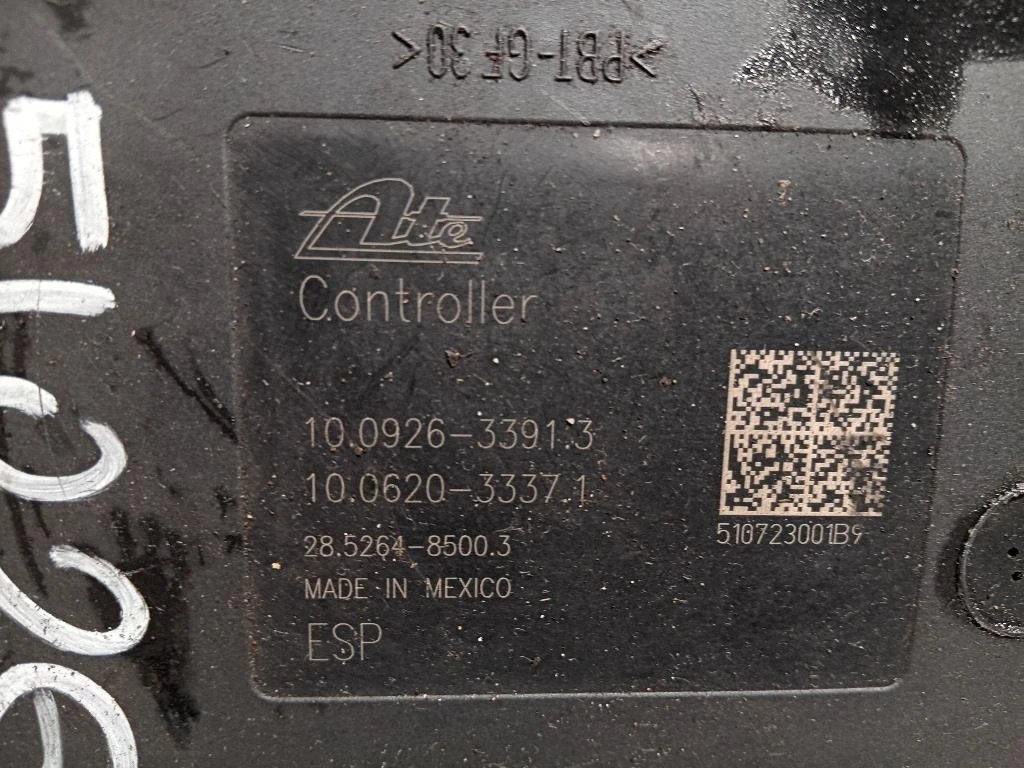 >PBT-GF30<
Ate
Controller
10.0926-3391.3
10.0620-3337.1
28.5264-8500.3
MADE IN MEXICO
ESP
510723001B9